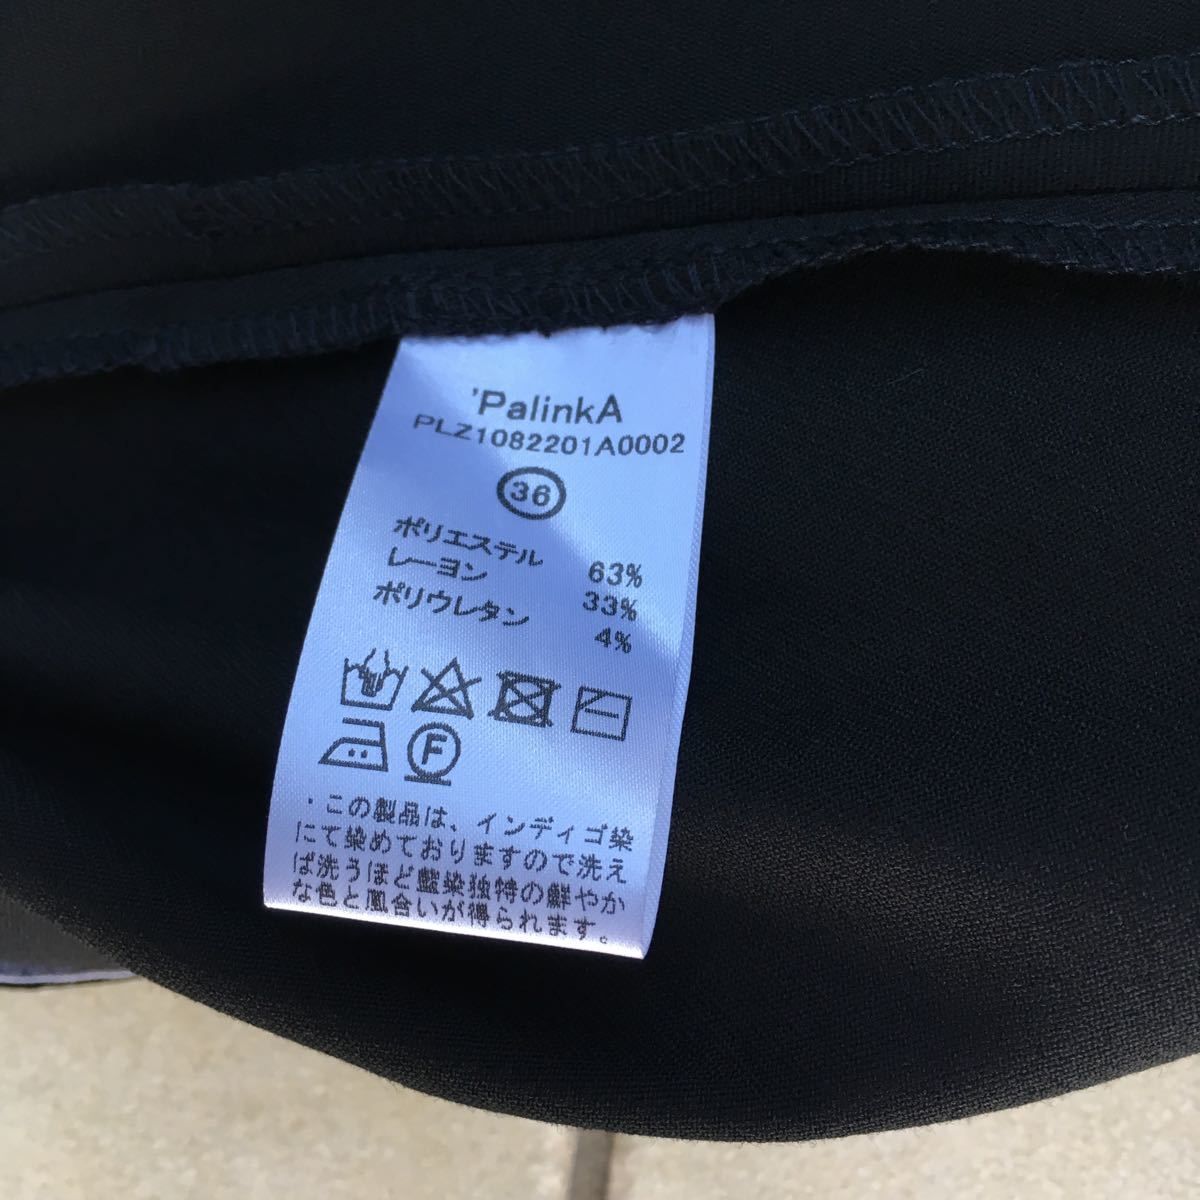 'PalinkA
PLZ1082201A0002
36
ポリエステル 63%
レーヨン 33%
ポリウレタン 4%
F
・この製品は、インディゴ染
にて染めておりますので洗え
ば洗うほど藍染独特の鮮やか
な色と風合いが得られます。